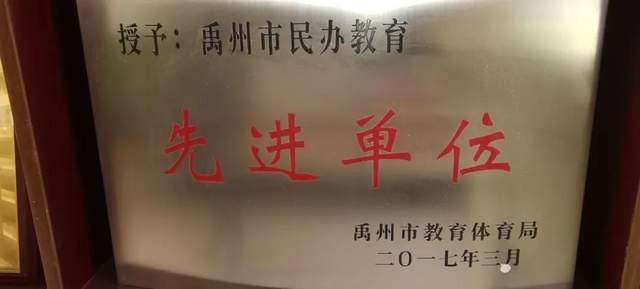 授予：禹州市民办教育
先进单位
禹州市教育体育局
二〇一七年三月